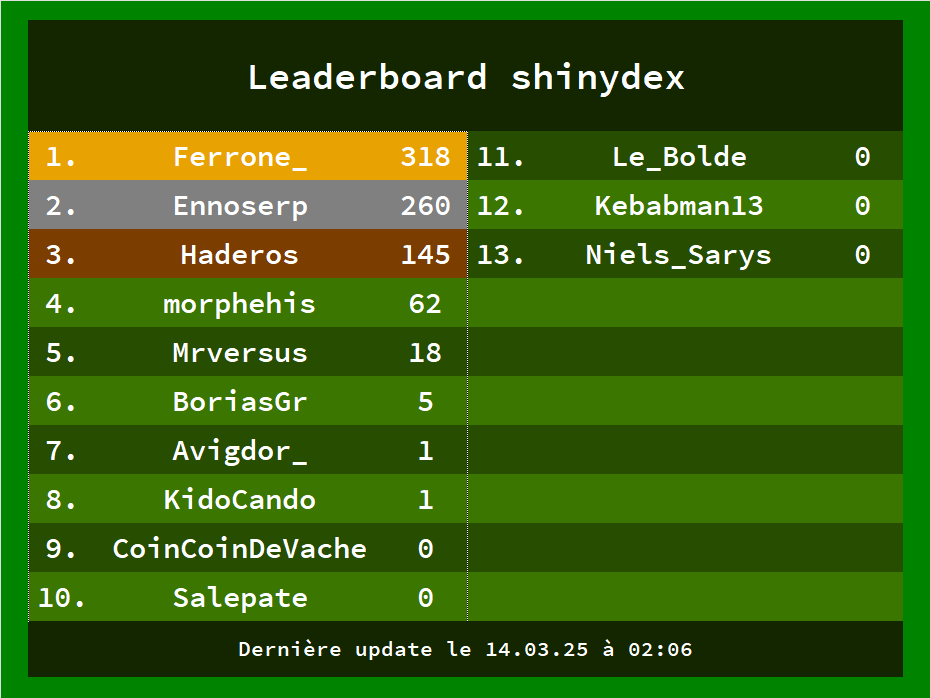 Leaderboard shinydex
1. Ferrone_ 318
2. Ennoserp 260
3. Haderos 145
4. morphehis 62
5. Mrversus 18
6. BoriasGr 5
7. Avigdor_ 1
8. KidoCando 1
9. CoinCoinDeVache 0
10. Salepate 0
11. Le_Bolde 0
12. Kebabman13 0
13. Niels_Sarys 0
Dernière update le 14.03.25 à 02:06